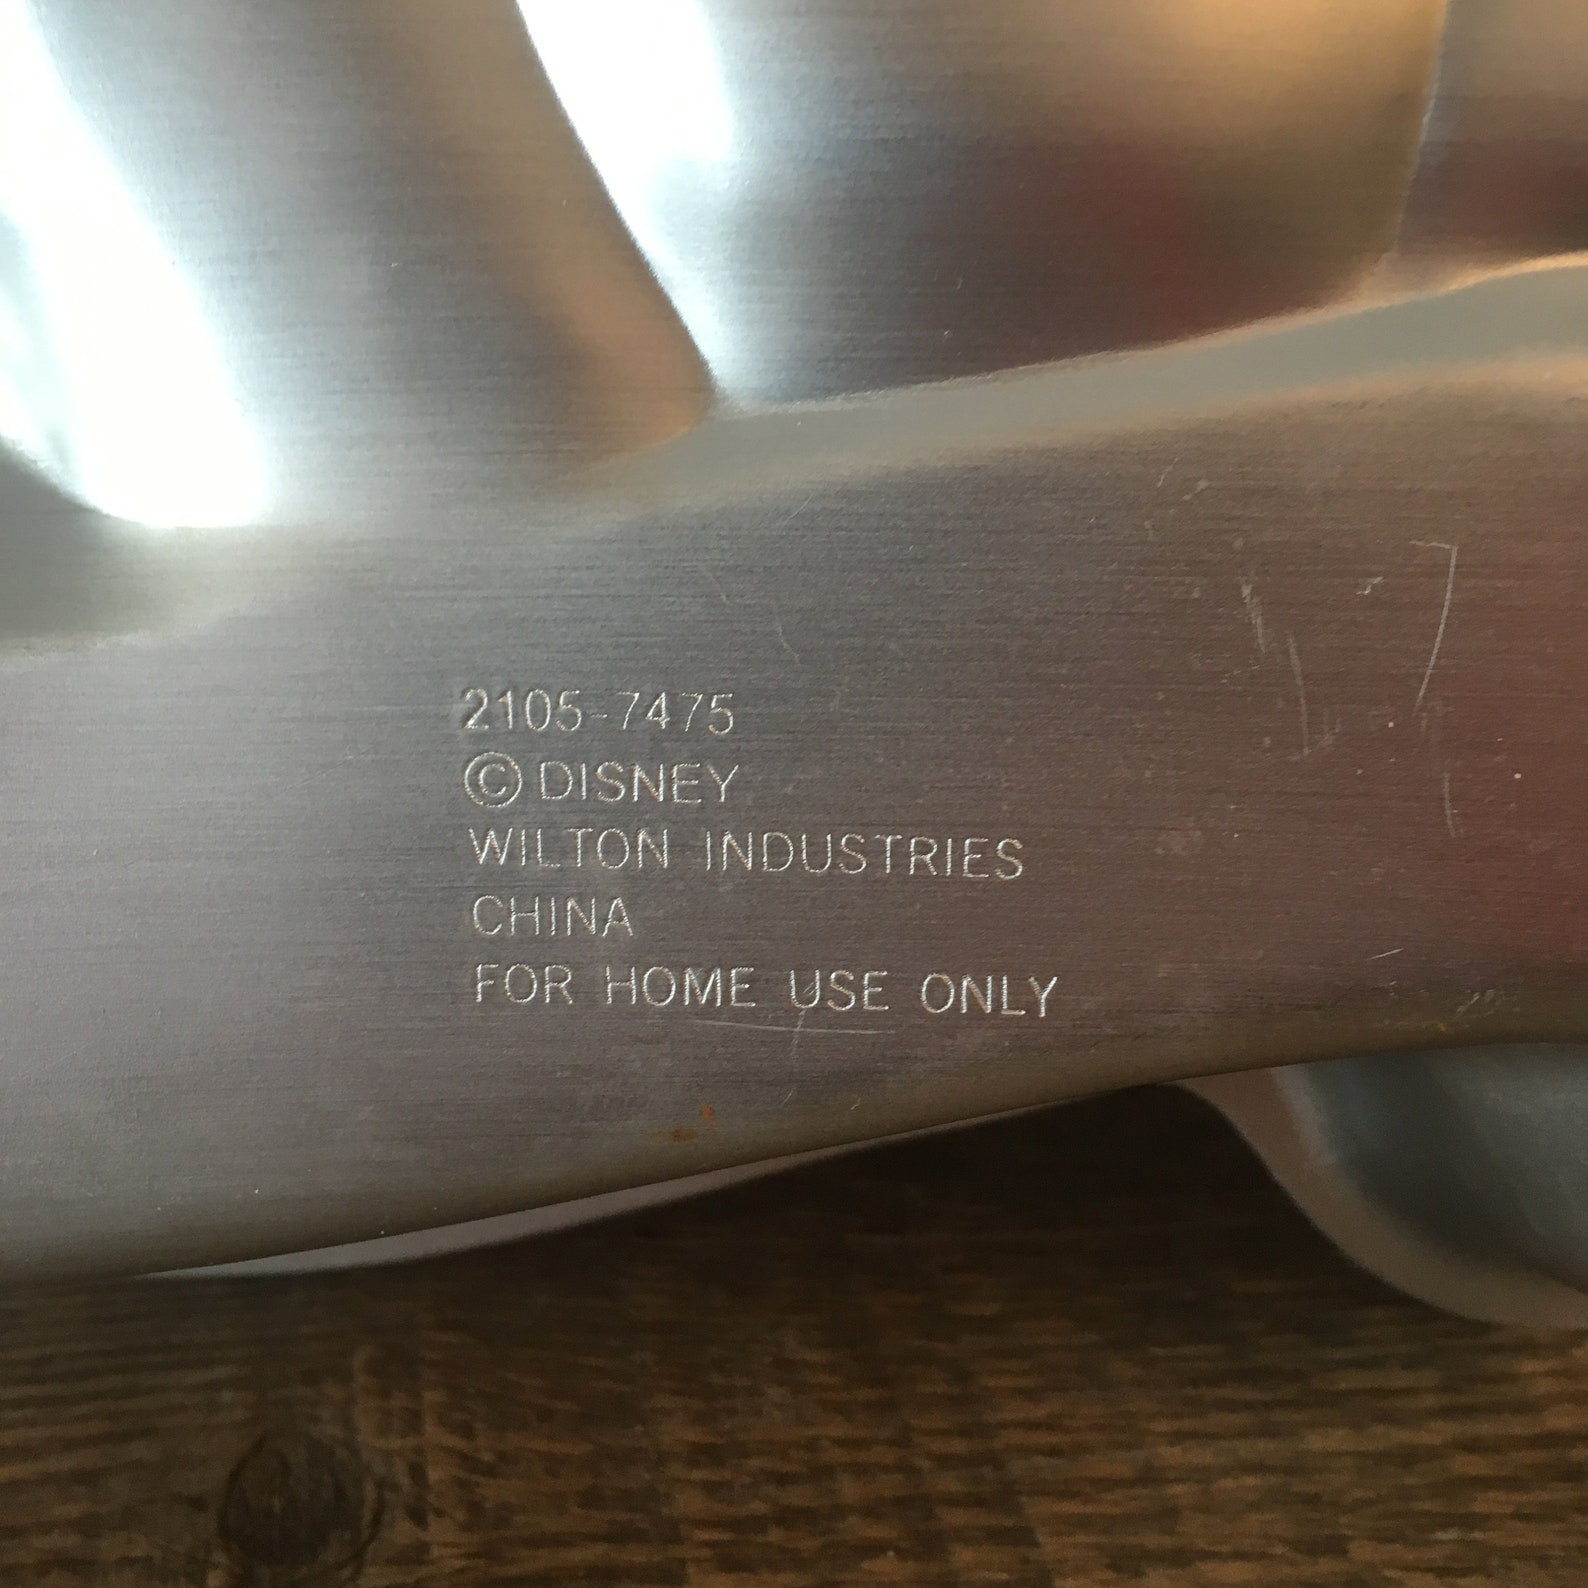 2105-7475
©DISNEY
WILTON INDUSTRIES
CHINA
FOR HOME USE ONLY